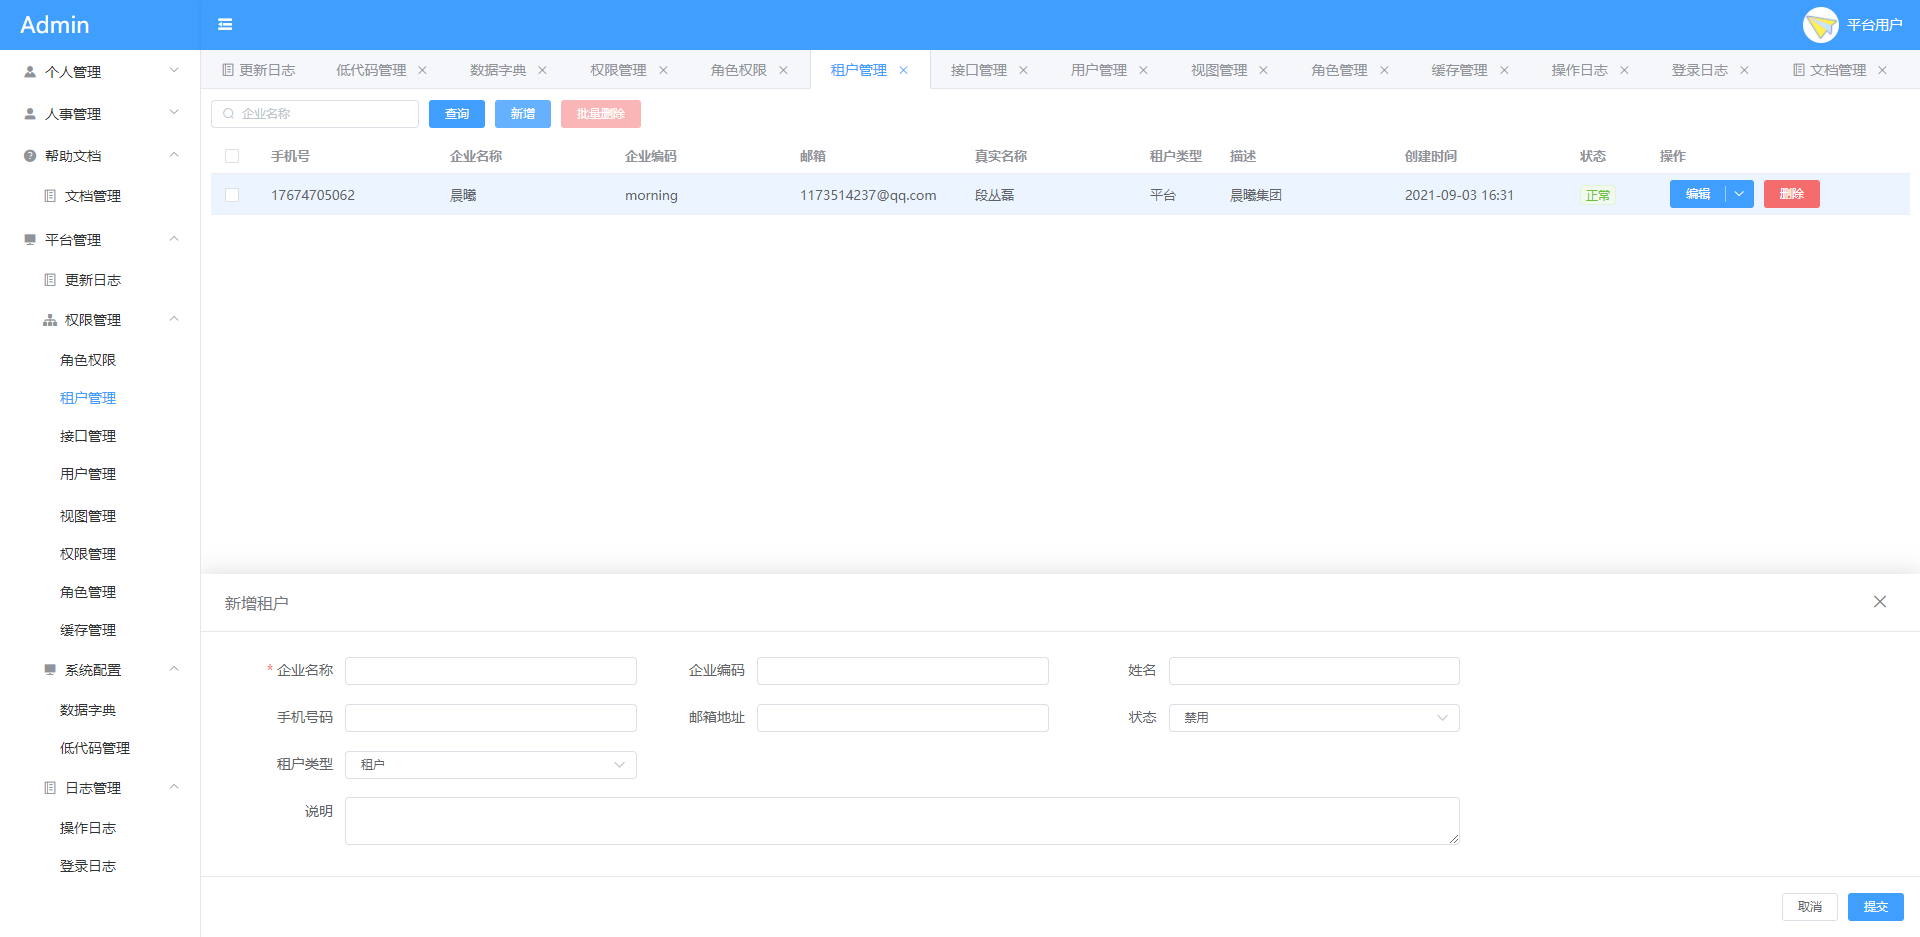 Admin
平台用户
个人管理
人事管理
帮助文档
文档管理
平台管理
更新日志
权限管理
角色权限
租户管理
接口管理
用户管理
视图管理
权限管理
角色管理
缓存管理
系统配置
数据字典
低代码管理
日志管理
操作日志
登录日志
更新日志 低代码管理 数据字典 权限管理 角色权限 租户管理 接口管理 用户管理 视图管理 角色管理 缓存管理 操作日志 登录日志 文档管理
企业名称 查询 新增 批量删除
手机号 企业名称 企业编码 邮箱 真实名称 租户类型 描述 创建时间 状态 操作
17674705062 晨曦 morning 1173514237@qq.com 段丛磊 平台 晨曦集团 2021-09-03 16:31 正常 编辑 删除
新增租户
* 企业名称 企业编码 姓名
手机号码 邮箱地址 状态 禁用
租户类型 租户
说明
取消 提交